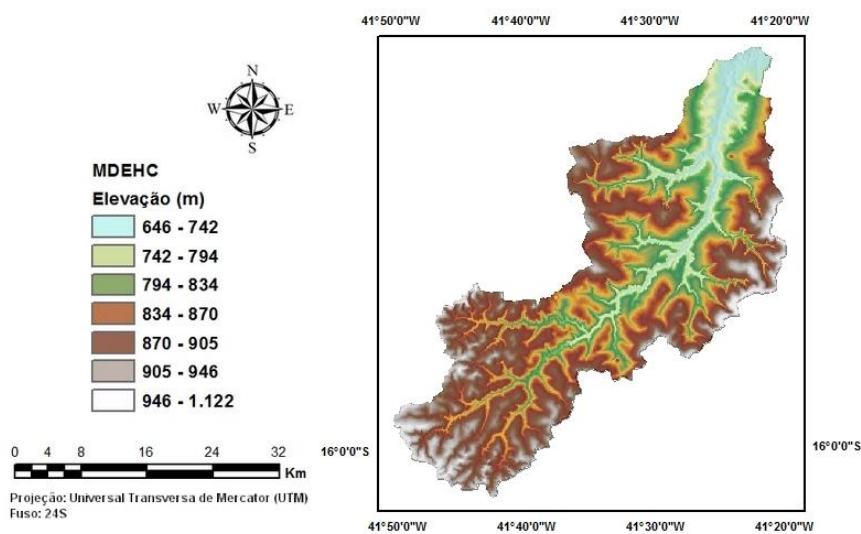 41°50'0"W 41°40'0"W 41°30'0"W 41°20'0"W
N
W E
S
MDEHC
Elevação (m)
646 - 742
742 - 794
794 - 834
834 - 870
870 - 905
905 - 946
946 - 1.122
0 4 8 16 24 32
Km
Projeção: Universal Transversa de Mercator (UTM)
Fuso: 24S
16°0'0"S 16°0'0"S
41°50'0"W 41°40'0"W 41°30'0"W 41°20'0"W